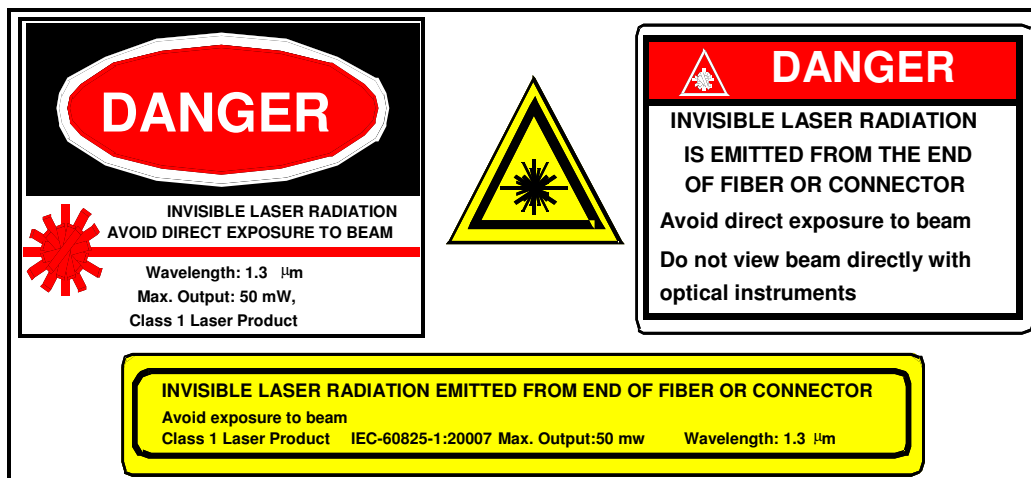 DANGER
INVISIBLE LASER RADIATION
AVOID DIRECT EXPOSURE TO BEAM
Wavelength: 1.3 μm
Max. Output: 50 mW,
Class 1 Laser Product
DANGER
INVISIBLE LASER RADIATION
IS EMITTED FROM THE END
OF FIBER OR CONNECTOR
Avoid direct exposure to beam
Do not view beam directly with
optical instruments
INVISIBLE LASER RADIATION EMITTED FROM END OF FIBER OR CONNECTOR
Avoid exposure to beam
Class 1 Laser Product IEC-60825-1:20007 Max. Output:50 mw Wavelength: 1.3 μm